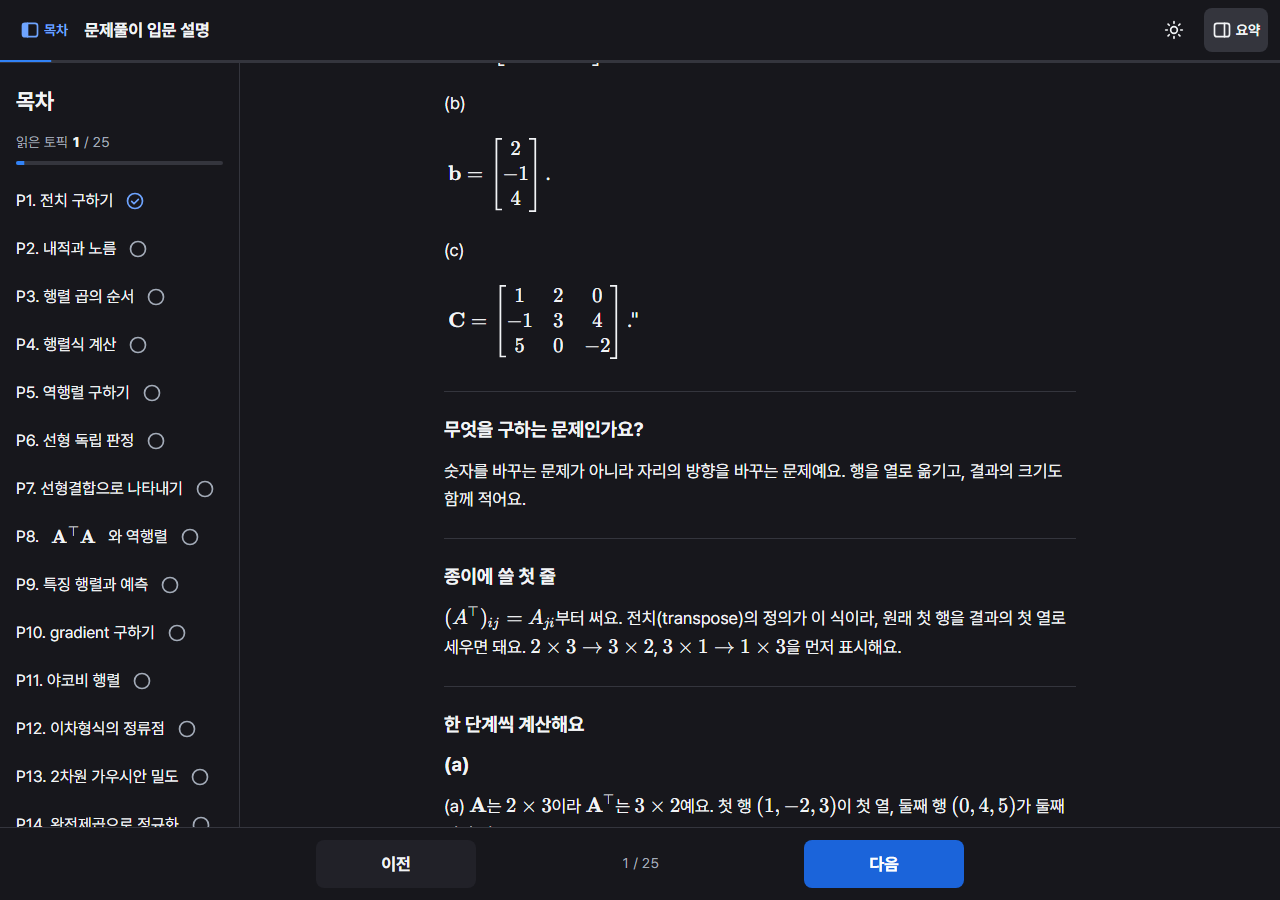 목차 문제풀이 입문 설명 요약
목차
읽은 토픽 1 / 25
P1. 전치 구하기
P2. 내적과 노름
P3. 행렬 곱의 순서
P4. 행렬식 계산
P5. 역행렬 구하기
P6. 선형 독립 판정
P7. 선형결합으로 나타내기
P8. A⊤A 와 역행렬
P9. 특징 행렬과 예측
P10. gradient 구하기
P11. 야코비 행렬
P12. 이차형식의 정류점
P13. 2차원 가우시안 밀도
P14. 완전제곱으로 정규화
(b)
b = [2
−1
4] .
(c)
C = [1 2 0
−1 3 4
5 0 −2] ."
무엇을 구하는 문제인가요?
숫자를 바꾸는 문제가 아니라 자리의 방향을 바꾸는 문제예요. 행을 열로 옮기고, 결과의 크기도
함께 적어요.
종이에 쓸 첫 줄
(A⊤)ij = Aji부터 써요. 전치(transpose)의 정의가 이 식이라, 원래 첫 행을 결과의 첫 열로
세우면 돼요. 2 × 3 → 3 × 2, 3 × 1 → 1 × 3을 먼저 표시해요.
한 단계씩 계산해요
(a)
(a) A는 2 × 3이라 A⊤는 3 × 2예요. 첫 행 (1, −2, 3)이 첫 열, 둘째 행 (0, 4, 5)가 둘째
이전 1 / 25 다음